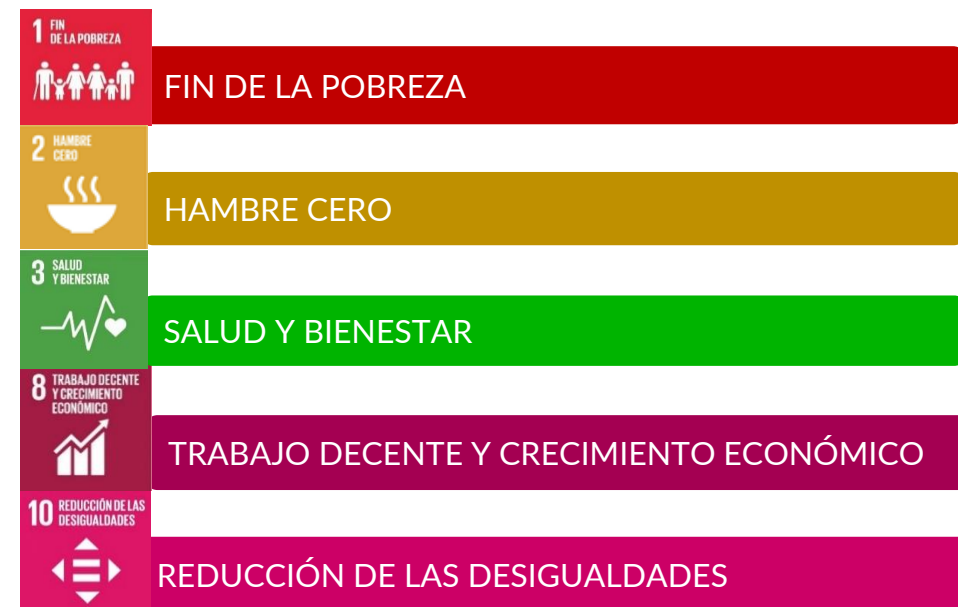 1 FIN
DE LA POBREZA
FIN DE LA POBREZA
2 HAMBRE
CERO
HAMBRE CERO
3 SALUD
Y BIENESTAR
SALUD Y BIENESTAR
8 TRABAJO DECENTE
Y CRECIMIENTO
ECONÓMICO
TRABAJO DECENTE Y CRECIMIENTO ECONÓMICO
10 REDUCCIÓN DE LAS
DESIGUALDADES
REDUCCIÓN DE LAS DESIGUALDADES